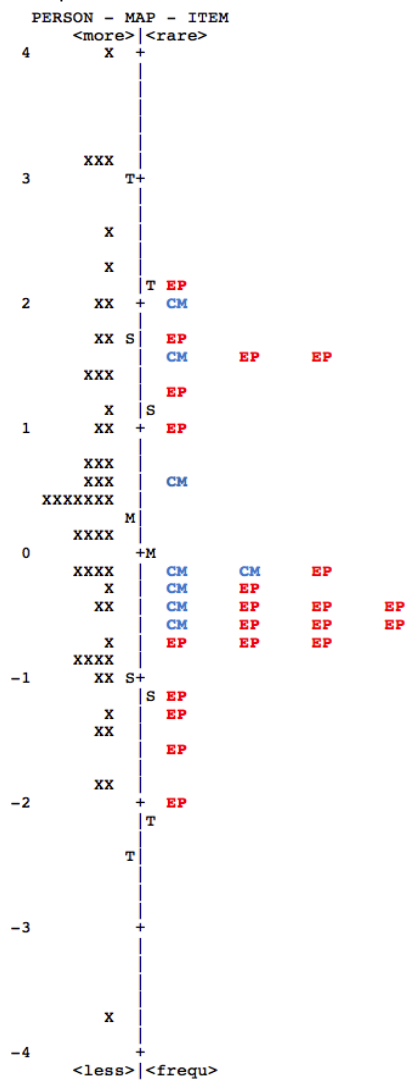 PERSON - MAP - ITEM
<more>|<rare>
4 X +
|
|
|
|
|
XXX |
3 T+
|
|
X |
|
X |
|T EP
2 XX + CM
|
XX S| EP
| CM EP EP
XXX |
| EP
X |S
1 XX + EP
|
XXX |
XXX | CM
XXXXXXX |
M|
XXXX |
0 +M
XXXX | CM CM EP
X | CM EP
XX | CM EP EP EP
| CM EP EP EP
X | EP EP EP
XXXX |
-1 XX S+
|S EP
X | EP
XX |
| EP
|
XX |
-2 + EP
|T
|
T|
|
|
|
-3 +
|
|
|
|
X |
|
-4 +
<less>|<frequ>